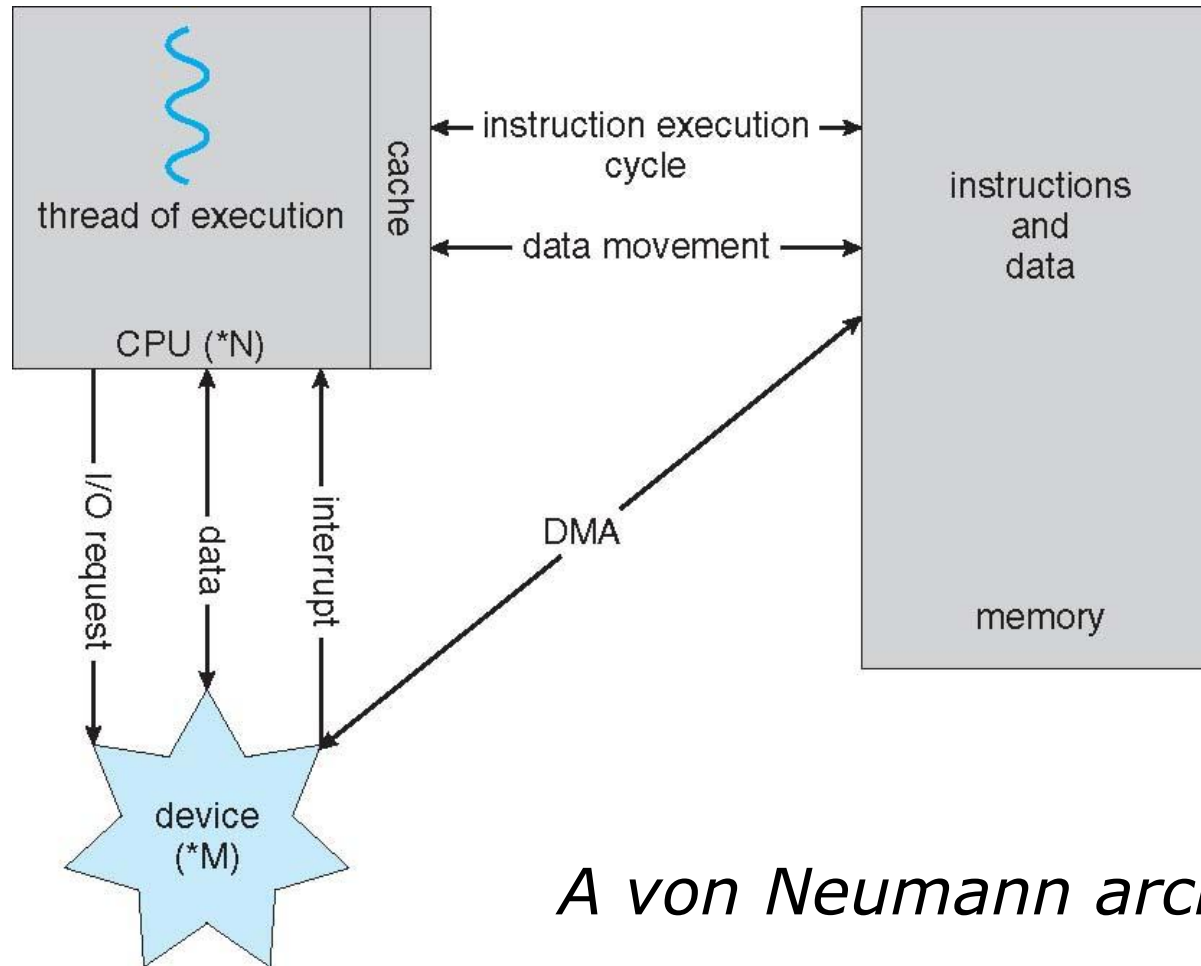 thread of execution
cache
CPU (*N)
instruction execution
cycle
data movement
instructions
and
data
memory
I/O request
data
interrupt
DMA
device
(*M)
A von Neumann arc